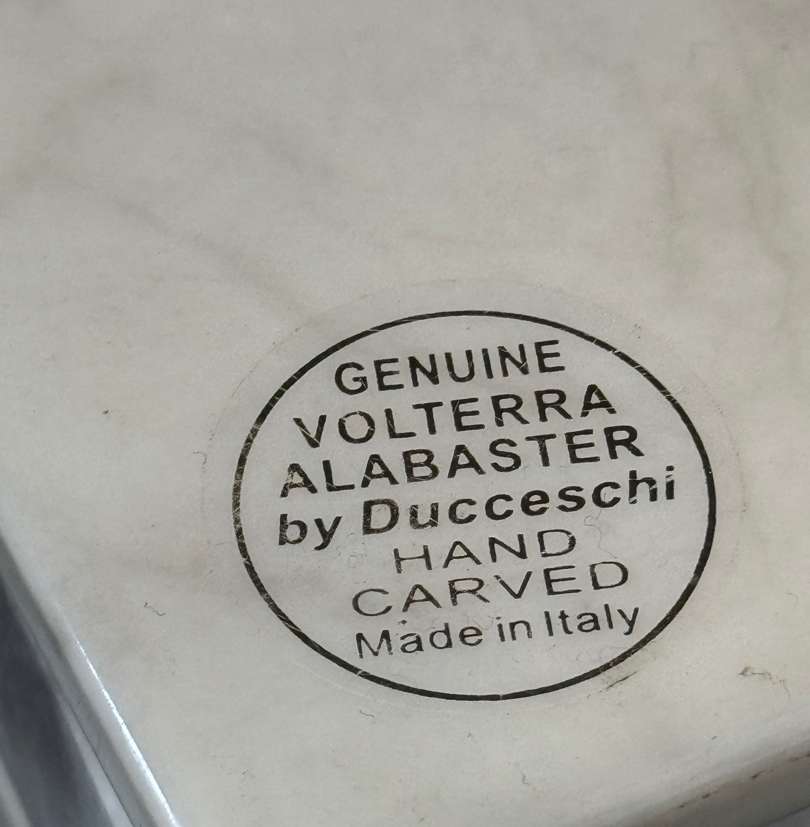 GENUINE
VOLTERRA
ALABASTER
by Ducceschi
HAND
CARVED
Made in Italy